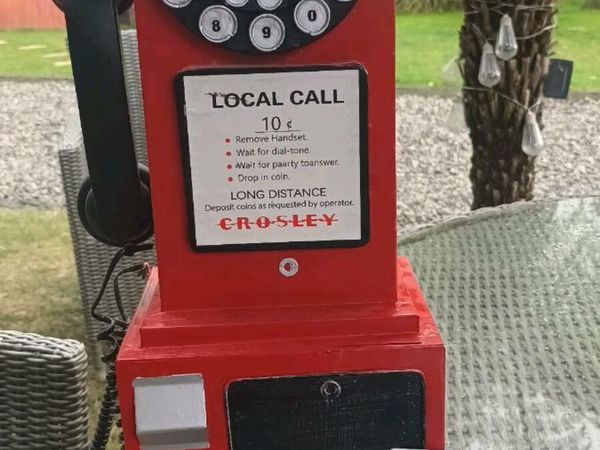 8 9 0
LOCAL CALL
10 ¢
• Remove Handset.
• Wait for dial-tone.
• Wait for paarty toanswer.
• Drop in coin.
LONG DISTANCE
Deposit coins as requested by operator.
CROSLEY